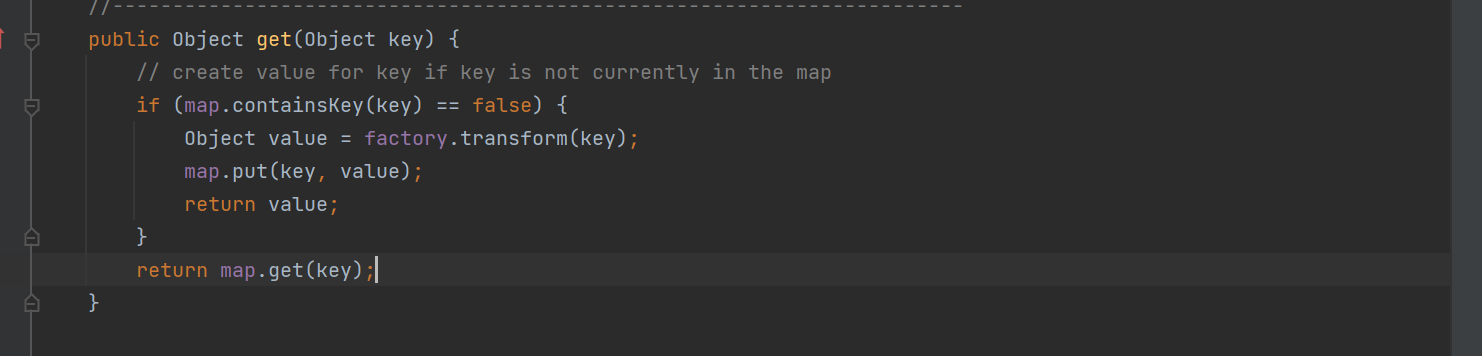 //-----------------------------------------------------------------------
public Object get(Object key) {
// create value for key if key is not currently in the map
if (map.containsKey(key) == false) {
Object value = factory.transform(key);
map.put(key, value);
return value;
}
return map.get(key);
}